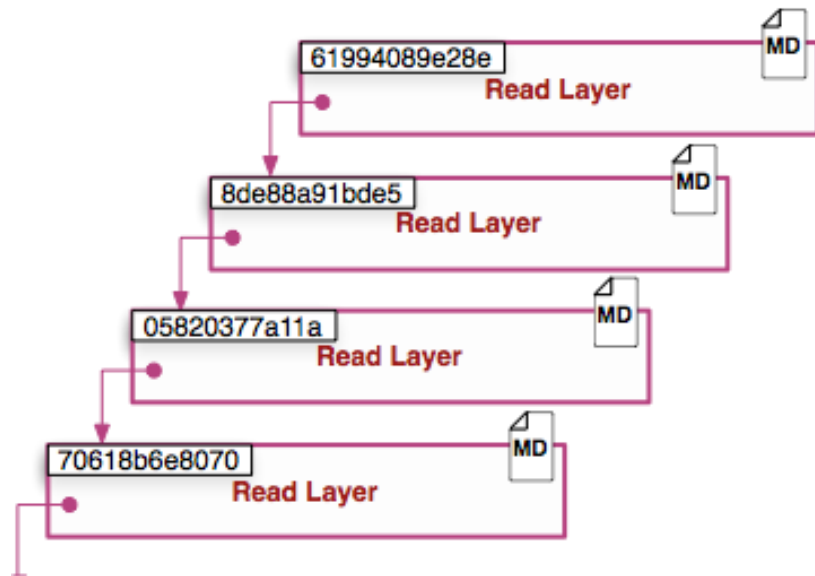 61994089e28e
MD
Read Layer
8de88a91bde5
MD
Read Layer
05820377a11a
MD
Read Layer
70618b6e8070
MD
Read Layer